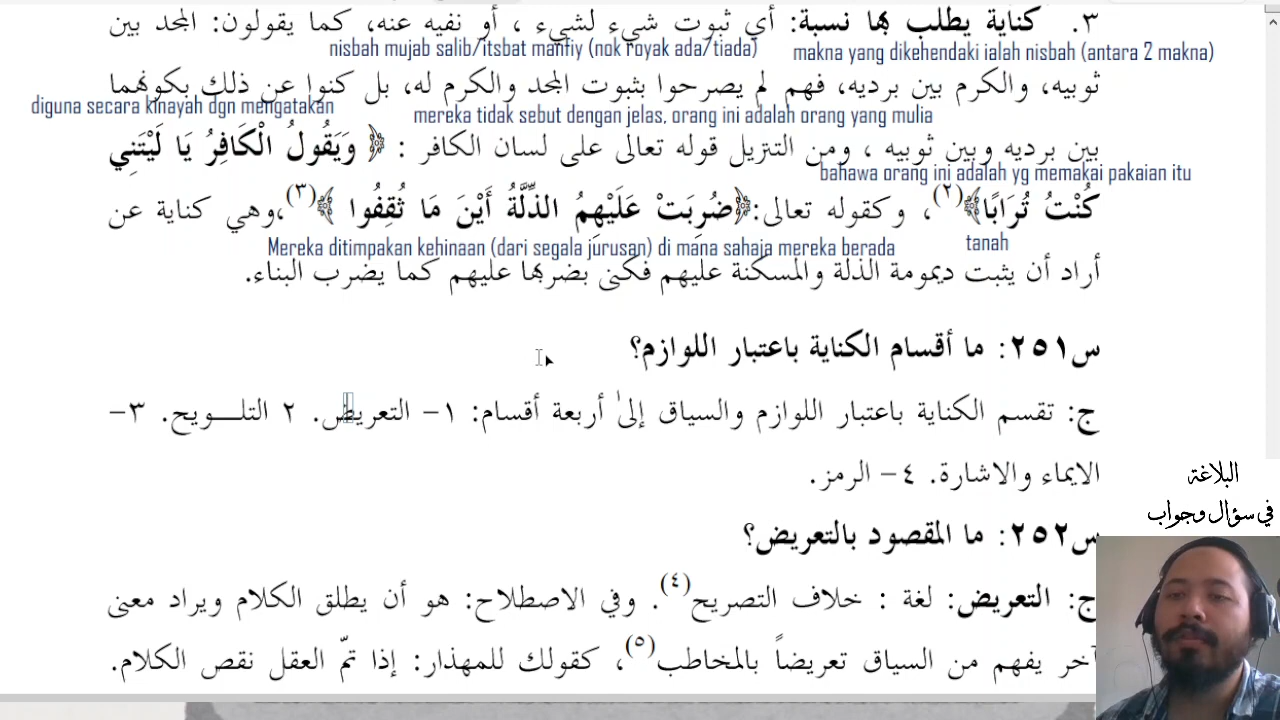 ٣. كناية يطلب بها نسبة: أي ثبوت شيء لشيء ، أو نفيه عنه، كما يقولون: المجد بين
nisbah mujab salib/itsbat manfiy (nok royak ada/tiada)
makna yang dikehendaki ialah nisbah (antara 2 makna)
ثوبيه، والكرم بين برديه، فهم لم يصرحوا بثبوت المجد والكرم له، بل كنوا عن ذلك بكونهما
diguna secara kinayah dgn mengatakan
mereka tidak sebut dengan jelas, orang ini adalah orang yang mulia
بين برديه وبين ثوبيه ، ومن التنزيل قوله تعالى على لسان الكافر : ﴿ وَيَقُولُ الْكَافِرُ يَا لَيْتَنِي
bahawa orang ini adalah yg memakai pakaian itu
كُنْتُ تُرَابًا﴾(٢)، وكقوله تعالى:﴿ضُرِبَتْ عَلَيْهِمُ الذِّلَّةُ أَيْنَ مَا ثُقِفُوا ﴾(٣)،وهي كناية عن
Mereka ditimpakan kehinaan (dari segala jurusan) di mana sahaja mereka berada
tanah
أراد أن يثبت ديمومة الذلة والمسكنة عليهم فكنى بضربها عليهم كما يضرب البناء.
س٢٥١: ما أقسام الكناية باعتبار اللوازم؟
ج: تقسم الكناية باعتبار اللوازم والسياق إلىٰ أربعة أقسام: ١- التعريض. ٢ التلـــويح. ٣-
الايماء والاشارة. ٤- الرمز.
س٢٥٢: ما المقصود بالتعريض؟
ج: التعريض: لغة : خلاف التصريح(٤). وفي الاصطلاح: هو أن يطلق الكلام ويراد معنى
آخر يفهم من السياق تعريضاً بالمخاطب(٥)، كقولك للمهذار: إذا تمّ العقل نقص الكلام.
البلاغة
في سؤال وجواب